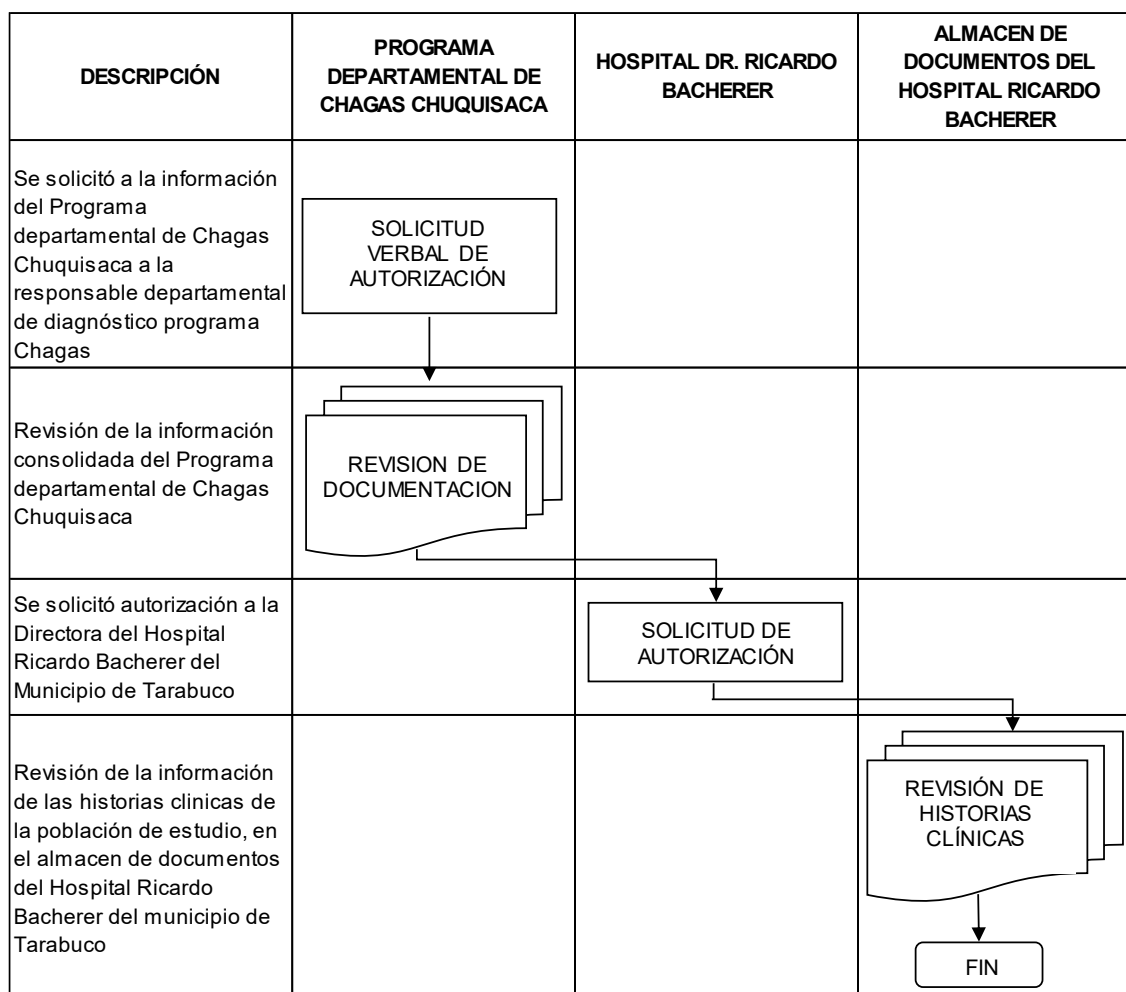 DESCRIPCIÓN
PROGRAMA
DEPARTAMENTAL DE
CHAGAS CHUQUISACA
HOSPITAL DR. RICARDO
BACHERER
ALMACEN DE
DOCUMENTOS DEL
HOSPITAL RICARDO
BACHERER
Se solicitó a la información
del Programa
departamental de Chagas
Chuquisaca a la
responsable departamental
de diagnóstico programa
Chagas
SOLICITUD
VERBAL DE
AUTORIZACIÓN
Revisión de la información
consolidada del Programa
departamental de Chagas
Chuquisaca
REVISION DE
DOCUMENTACION
Se solicitó autorización a la
Directora del Hospital
Ricardo Bacherer del
Municipio de Tarabuco
SOLICITUD DE
AUTORIZACIÓN
Revisión de la información
de las historias clinicas de
la población de estudio, en
el almacen de documentos
del Hospital Ricardo
Bacherer del municipio de
Tarabuco
REVISIÓN DE
HISTORIAS
CLÍNICAS
FIN